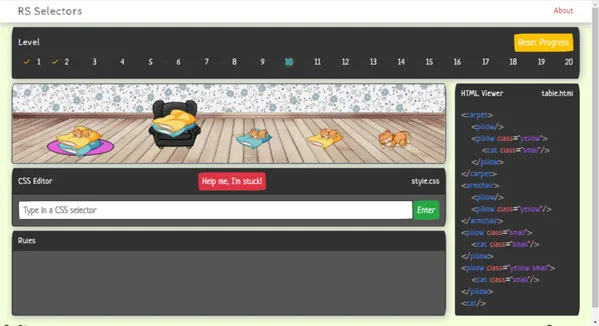 RS Selectors
About
Level
Reset Progress
✓ 1 ✓ 2 3 4 5 6 7 8 9 10 11 12 13 14 15 16 17 18 19 20
HTML Viewer table.html
<carpet>
<pillow/>
<pillow class="yellow">
<cat class="small"/>
</pillow>
</carpet>
<armchair>
<pillow/>
<pillow class="yellow"/>
</armchair>
<pillow class="small">
<cat class="small"/>
</pillow>
<pillow class="yellow small">
<cat class="small"/>
</pillow>
<cat/>
CSS Editor
Help me, I'm stuck!
style.css
Type in a CSS selector
Enter
Rules